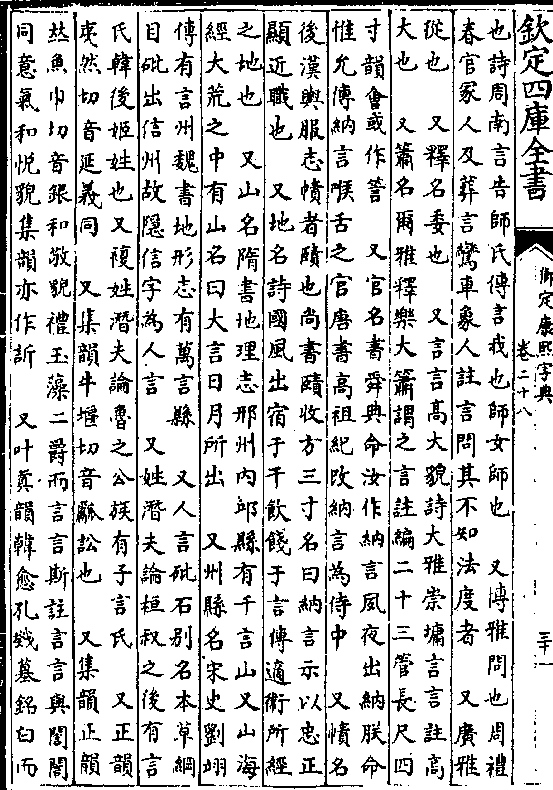 欽定四庫全書
御定康熙字典
卷二十八
三十一
也詩周南言告師氏傳言我也師女師也　又博雅問也周禮
春官冢人及葬言鸞車象人註言問其不知法度者　又廣雅
從也　又釋名委也　又言言高大貌詩大雅崇墉言言註高
大也　又簫名爾雅釋樂大簫謂之言註編二十三管長尺四
寸韻會或作䇾　又官名書舜典命汝作納言夙夜出納朕命
惟允傳納言喉舌之官唐書高祖紀改納言為侍中　又幘名
後漢輿服志幘者賾也尚書賾收方三寸名曰納言示以忠正
顯近職也　又地名詩國風出宿于干飲餞于言傳適衛所經
之地也　又山名隋書地理志邢州內邱縣有千言山又山海
經大荒之中有山名曰大言日月所出　又州縣名宋史劉翊
傳有言州魏書地形志有萬言縣　又人言砒石别名本草綱
目砒出信州故隱信字為人言　又姓潛夫論桓叔之後有言
氏韓後姬姓也又複姓潛夫論魯之公族有子言氏　又正韻
夷然切音延義同　又集韻牛堰切音甗訟也　又集韻正韻
𠀤魚巾切音銀和敬貌禮玉藻二爵而言言斯註言言與誾誾
同意氣和悅貌集韻亦作訢　又叶眞韻韓愈孔戣墓銘白而